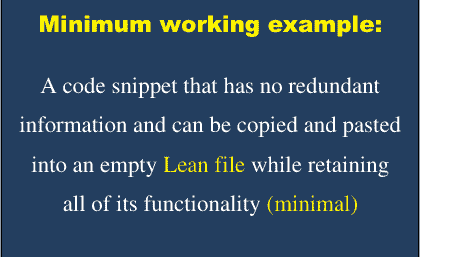 Minimum working example:
A code snippet that has no redundant
information and can be copied and pasted
into an empty Lean file while retaining
all of its functionality (minimal)